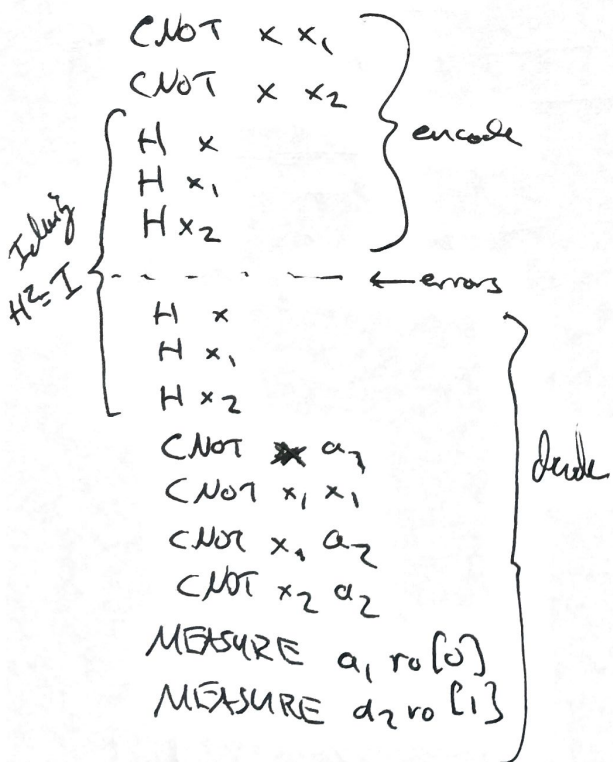 CNOT x x₁
CNOT x x₂
H x
H x₁
H x₂
encode
H²=I
← errors
H x
H x₁
H x₂
CNOT a₁
CNOT x₁ x₁
CNOT x₁ a₂
CNOT x₂ a₂
MEASURE a₁ ro[0]
MEASURE a₂ ro[1]